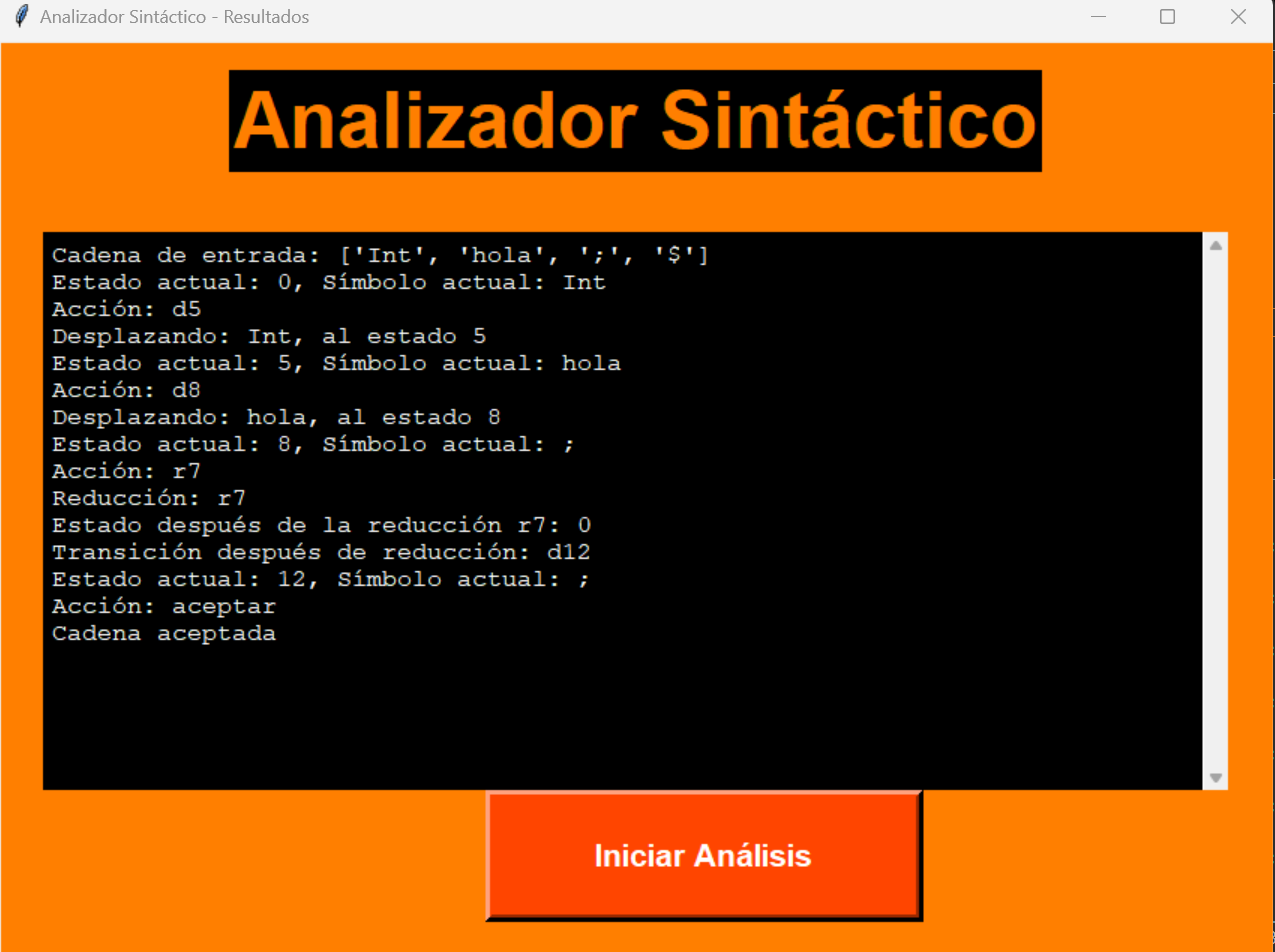 Analizador Sintáctico - Resultados
Analizador Sintáctico
Cadena de entrada: ['Int', 'hola', ';', '$']
Estado actual: 0, Símbolo actual: Int
Acción: d5
Desplazando: Int, al estado 5
Estado actual: 5, Símbolo actual: hola
Acción: d8
Desplazando: hola, al estado 8
Estado actual: 8, Símbolo actual: ;
Acción: r7
Reducción: r7
Estado después de la reducción r7: 0
Transición después de reducción: d12
Estado actual: 12, Símbolo actual: ;
Acción: aceptar
Cadena aceptada
Iniciar Análisis